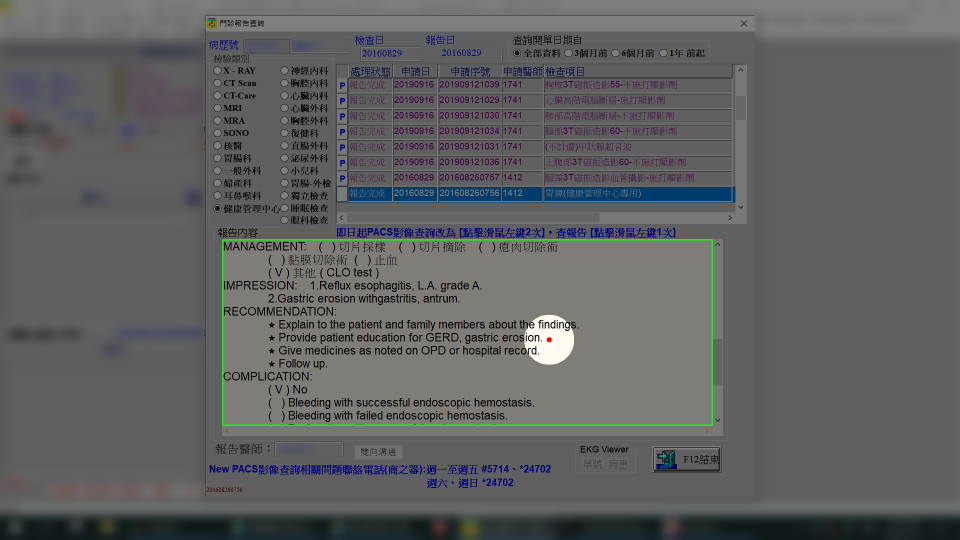 門診報告查詢
病歷號
檢查日
報告日
查詢開單日期自
20160829
20160829
全部資料 3個月前 6個月前 1年 前起
檢驗類別
X - RAY
CT Scan
CT-Care
MRI
MRA
SONO
核醫
胃腸科
一般外科
婦產科
耳鼻喉科
健康管理中心
神經內科
胸腔內科
心臟內科
心臟外科
胸腔外科
復健科
直腸外科
泌尿外科
小兒科
胃腸-外檢
獨立檢查
睡眠檢查
眼科檢查
處理狀態 申請日 申請序號 申請醫師 檢查項目
P 報告完成 20190916 201909121039 1741 胸椎3T磁振造影55-不施打顯影劑
P 報告完成 20190916 201909121029 1741 心臟高階電腦斷層-施打顯影劑
P 報告完成 20190916 201909121030 1741 肺部高階電腦斷層-不施打顯影劑
P 報告完成 20190916 201909121034 1741 腦部3T磁振造影60-不施打顯影劑
P 報告完成 20190916 201909121031 1741 (不計價)甲狀腺超音波
P 報告完成 20190916 201909121036 1741 上腹部3T磁振造影60-不施打顯影劑
P 報告完成 20160829 201608260757 1412 腦部3T磁振造影血管攝影-施打顯影劑
報告完成 20160829 201608260756 1412 胃鏡(健康管理中心專用)
報告內容
即日起PACS影像查詢改為 [點擊滑鼠左鍵2次]，查報告 [點擊滑鼠左鍵1次]
MANAGEMENT: ( ) 切片採樣 ( ) 切片摘除 ( ) 瘜肉切除術
( ) 黏膜切除術 ( ) 止血
( V ) 其他 ( CLO test )
IMPRESSION: 1.Reflux esophagitis, L.A. grade A.
2.Gastric erosion withgastritis, antrum.
RECOMMENDATION:
★ Explain to the patient and family members about the findings.
★ Provide patient education for GERD, gastric erosion.
★ Give medicines as noted on OPD or hospital record.
★ Follow up.
COMPLICATION:
( V ) No
( ) Bleeding with successful endoscopic hemostasis.
( ) Bleeding with failed endoscopic hemostasis.
報告醫師：
雙向溝通
EKG Viewer
單號 病患
F12結束
New PACS影像查詢相關問題聯絡電話(商之器):週一至週五 #5714、*24702
週六、週日 *24702
201608260756